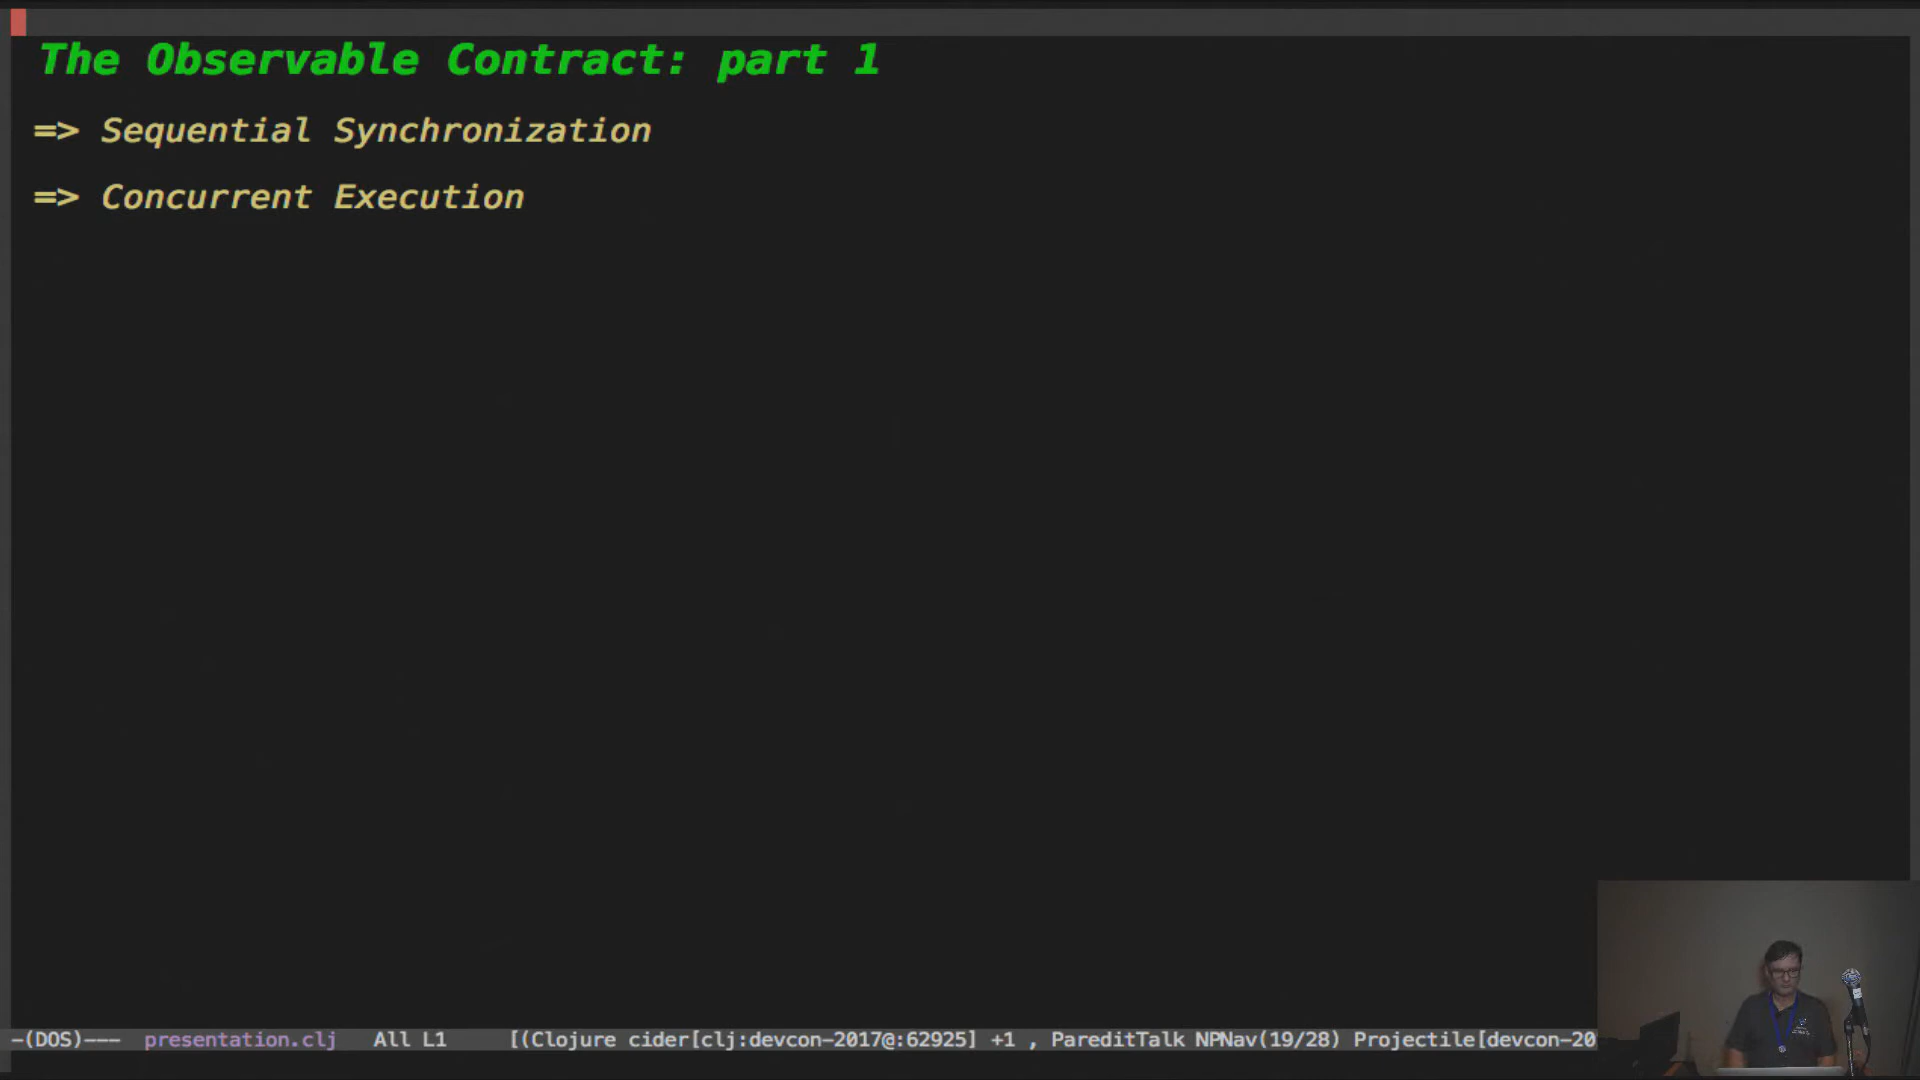 The Observable Contract: part 1
=> Sequential Synchronization
=> Concurrent Execution
-(DOS)--- presentation.clj All L1 [(Clojure cider[clj:devcon-2017@:62925] +1 , PareditTalk NPNav(19/28) Projectile[devcon-20